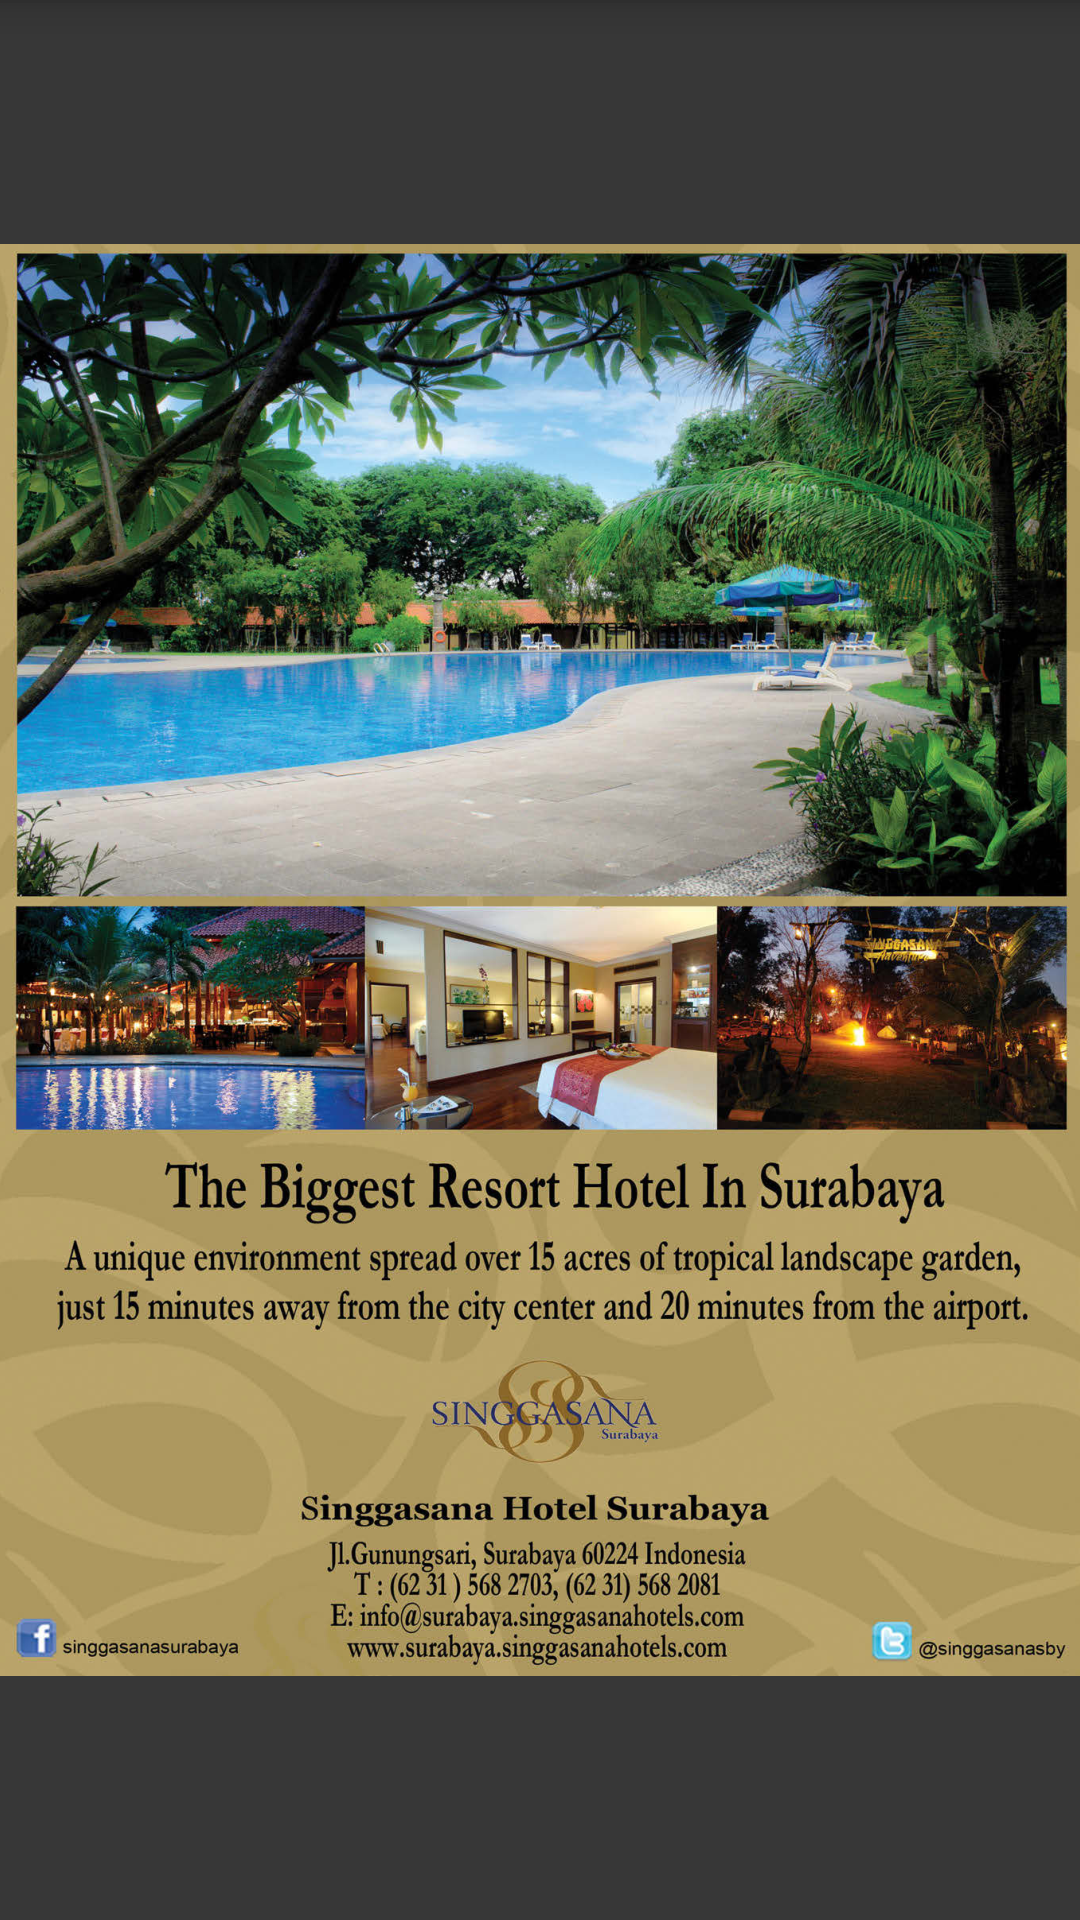 SINGGASANA
Adventure
The Biggest Resort Hotel In Surabaya
A unique environment spread over 15 acres of tropical landscape garden,
just 15 minutes away from the city center and 20 minutes from the airport.
SINGGASANA
Surabaya
Singgasana Hotel Surabaya
Jl.Gunungsari, Surabaya 60224 Indonesia
T : (62 31 ) 568 2703, (62 31) 568 2081
E: info@surabaya.singgasanahotels.com
www.surabaya.singgasanahotels.com
singgasanasurabaya
@singgasanasby